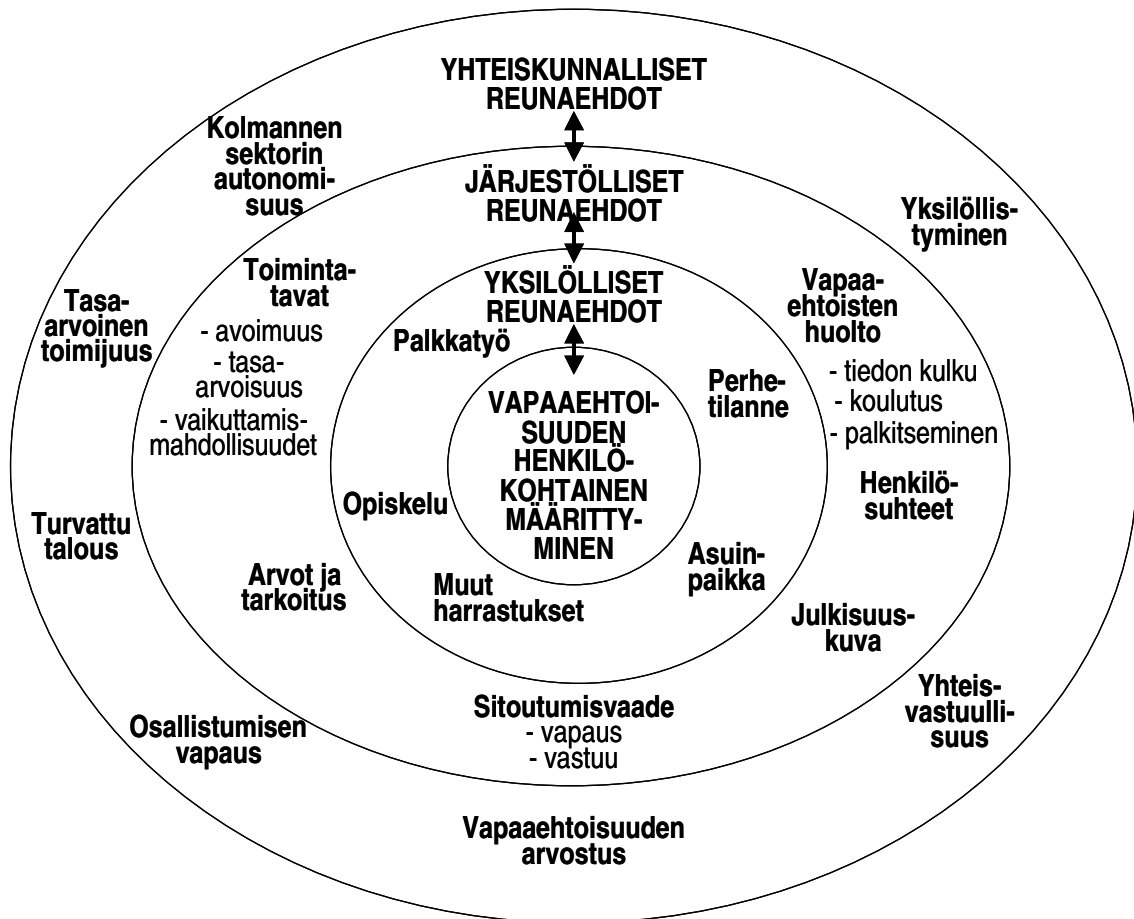 YHTEISKUNNALLISET
REUNAEHDOT
Kolmannen
sektorin
autonomi-
suus
JÄRJESTÖLLISET
REUNAEHDOT
Yksilöllis-
tyminen
Toiminta-
tavat
- avoimuus
- tasa-
arvoisuus
- vaikuttamis-
mahdollisuudet
YKSILÖLLISET
REUNAEHDOT
Vapaa-
ehtoisten
huolto
- tiedon kulku
- koulutus
- palkitseminen
Tasa-
arvoinen
toimijuus
Palkkatyö
Perhe-
tilanne
VAPAAEHTOI-
SUUDEN
HENKILÖ-
KOHTAINEN
MÄÄRITTY-
MINEN
Henkilö-
suhteet
Opiskelu
Turvattu
talous
Asuin-
paikka
Arvot ja
tarkoitus
Muut
harrastukset
Julkisuus-
kuva
Yhteis-
vastuulli-
suus
Sitoutumisvaade
- vapaus
- vastuu
Osallistumisen
vapaus
Vapaaehtoisuuden
arvostus